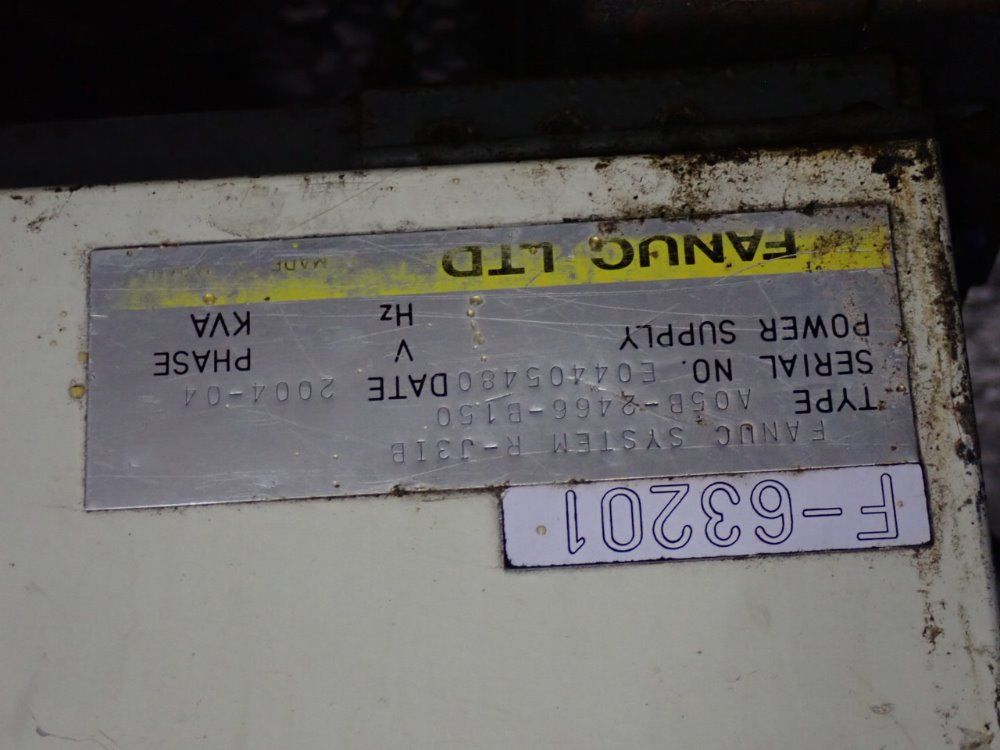 F-63201
FANUC SYSTEM R-J3iB
TYPE A05B-2466-B150
SERIAL NO. E04405480 DATE 2004-04
POWER SUPPLY V PHASE
Hz KVA
FANUC LTD MADE